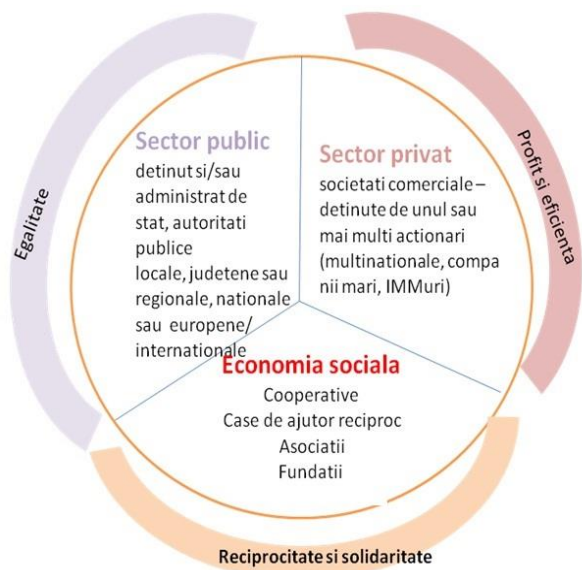 Egalitate
Sector public
detinut si/sau
administrat de
stat, autoritati
publice
locale, judetene sau
regionale, nationale
sau europene/
internationale
Sector privat
societati comerciale –
detinute de unul sau
mai multi actionari
(multinationale, compa
nii mari, IMMuri)
Profit si eficienta
Economia sociala
Cooperative
Case de ajutor reciproc
Asociatii
Fundatii
Reciprocitate si solidaritate